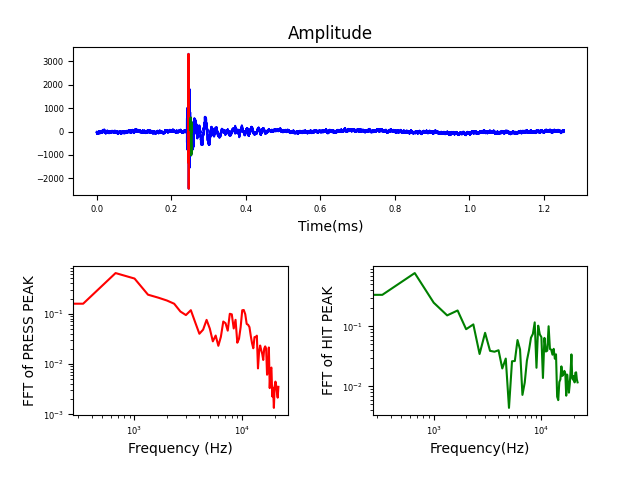 Amplitude
3000
2000
1000
0
−1000
−2000
0.0 0.2 0.4 0.6 0.8 1.0 1.2
Time(ms)
FFT of PRESS PEAK
10⁻¹
10⁻²
10⁻³
10³ 10⁴
Frequency (Hz)
FFT of HIT PEAK
10⁻¹
10⁻²
10³ 10⁴
Frequency(Hz)